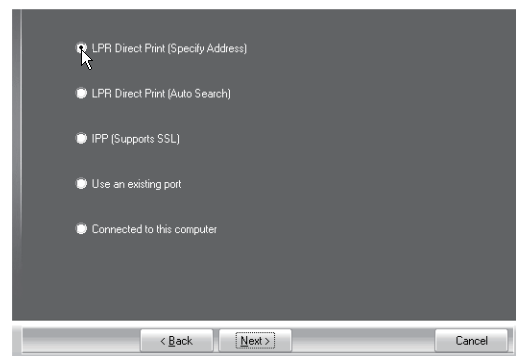 LPR Direct Print (Specify Address)
LPR Direct Print (Auto Search)
IPP (Supports SSL)
Use an existing port
Connected to this computer
< Back Next > Cancel